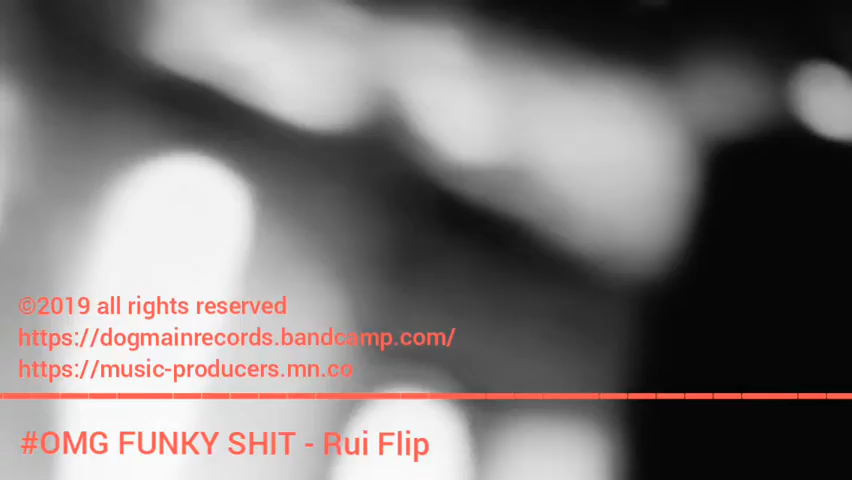 ©2019 all rights reserved
https://dogmainrecords.bandcamp.com/
https://music-producers.mn.co
#OMG FUNKY SHIT - Rui Flip